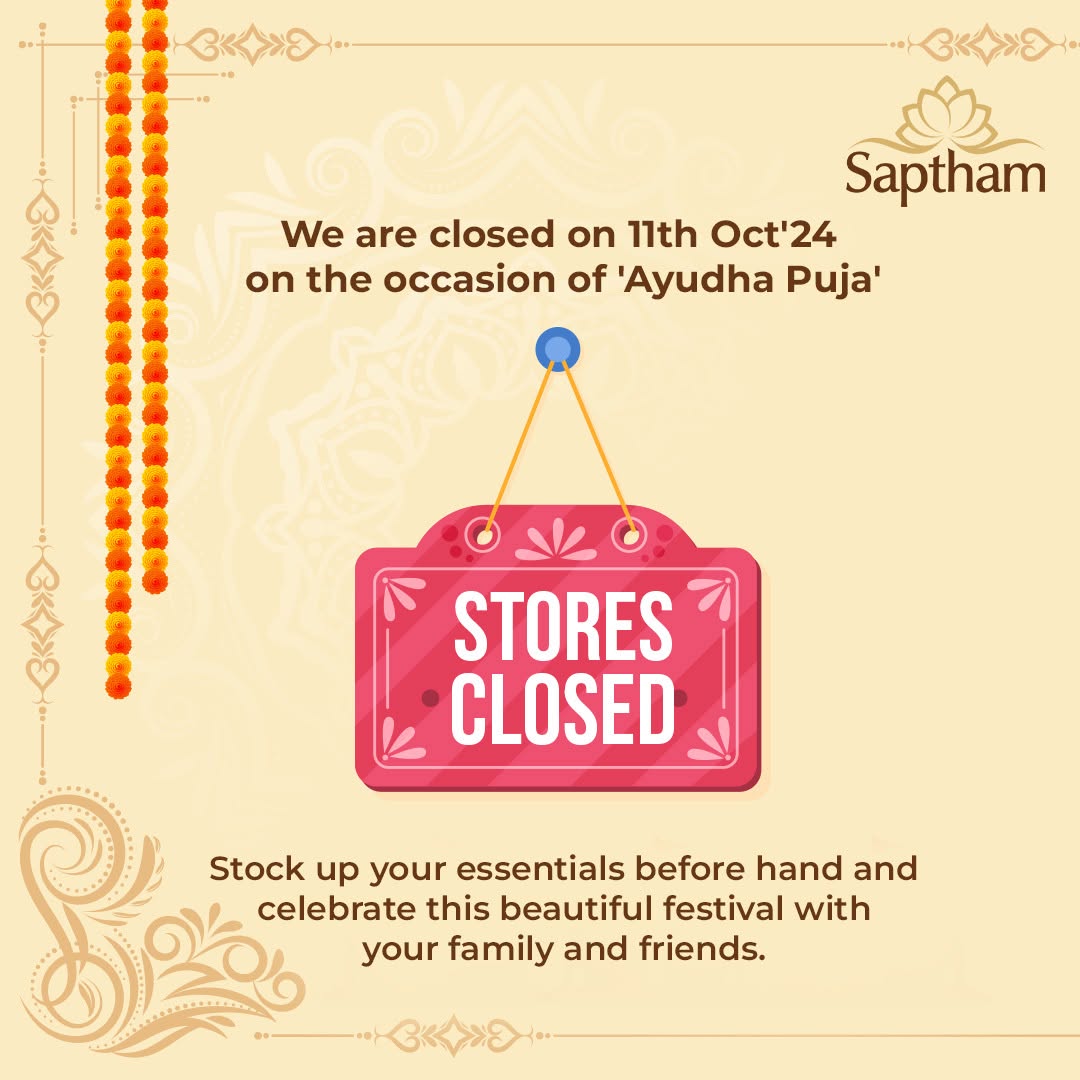 Saptham
We are closed on 11th Oct'24
on the occasion of 'Ayudha Puja'
STORES
CLOSED
Stock up your essentials before hand and
celebrate this beautiful festival with
your family and friends.